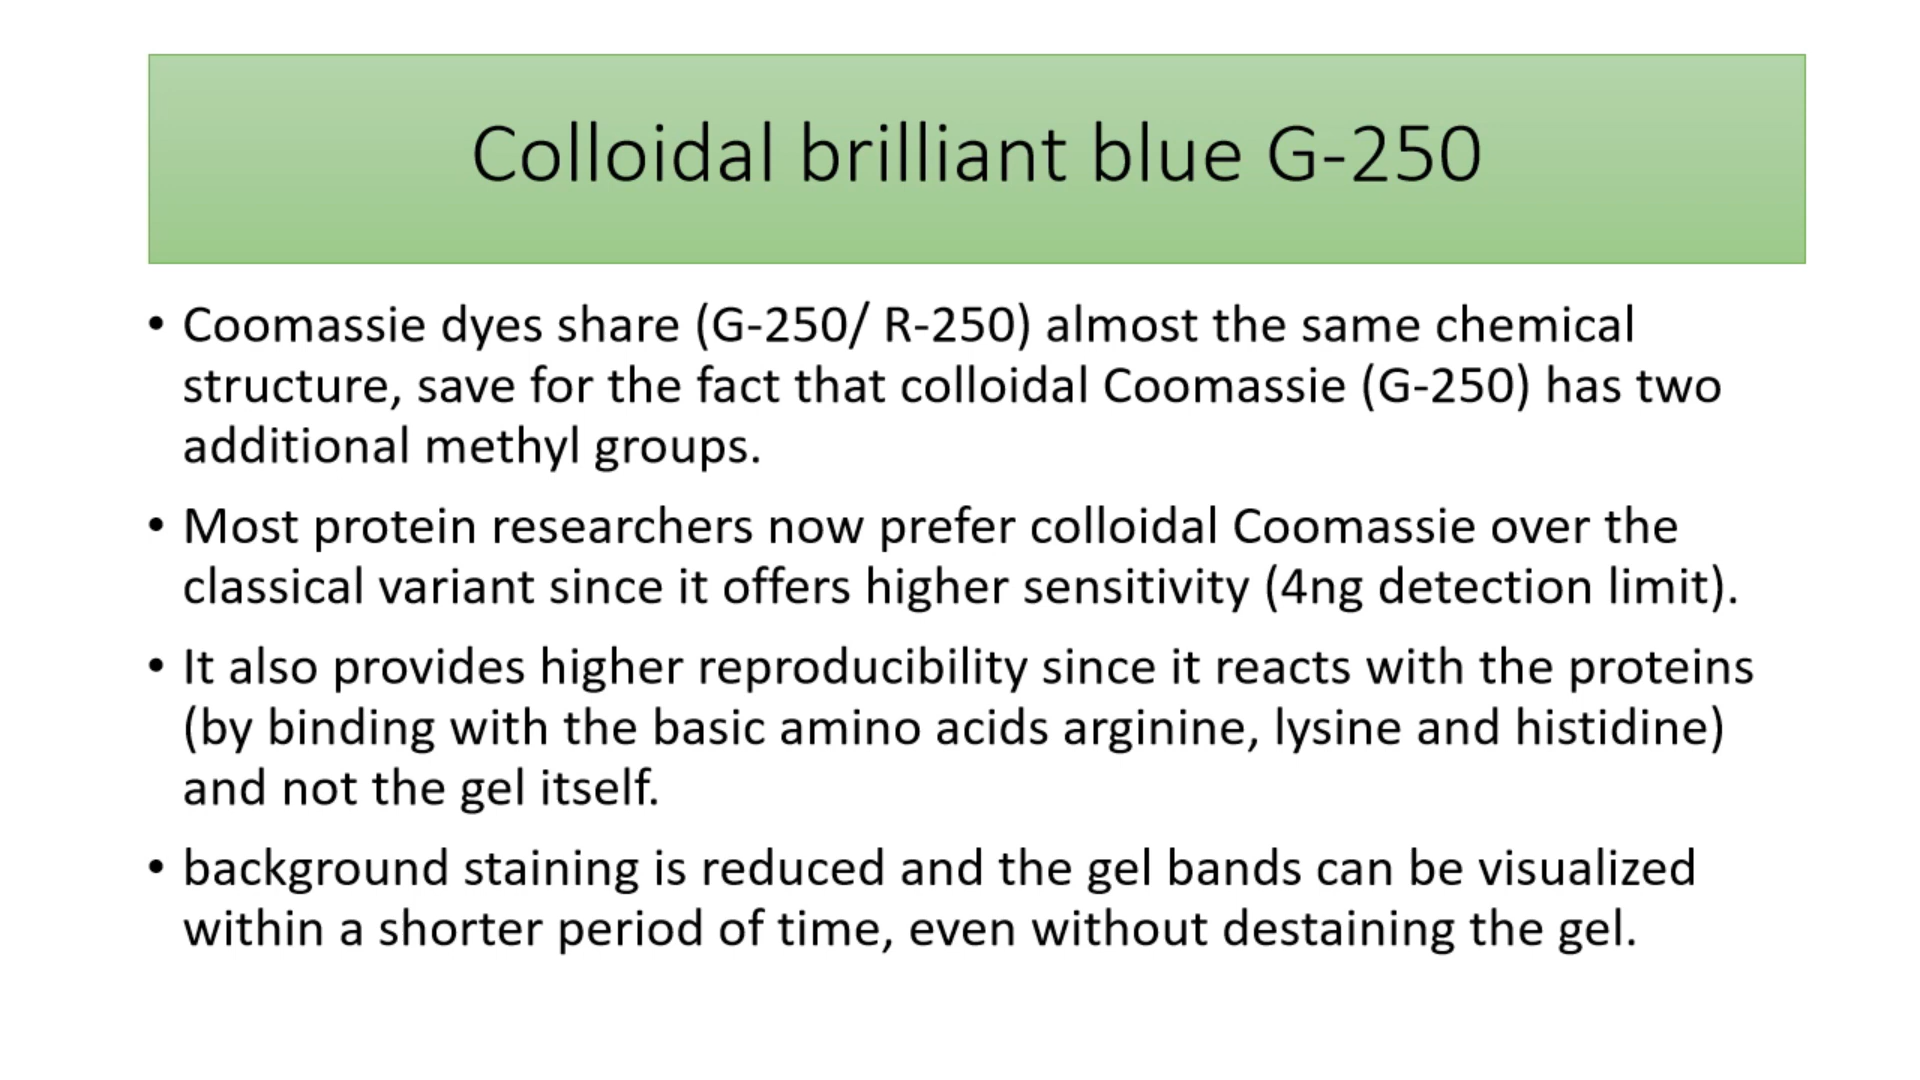 Colloidal brilliant blue G-250
• Coomassie dyes share (G-250/ R-250) almost the same chemical
structure, save for the fact that colloidal Coomassie (G-250) has two
additional methyl groups.
• Most protein researchers now prefer colloidal Coomassie over the
classical variant since it offers higher sensitivity (4ng detection limit).
• It also provides higher reproducibility since it reacts with the proteins
(by binding with the basic amino acids arginine, lysine and histidine)
and not the gel itself.
• background staining is reduced and the gel bands can be visualized
within a shorter period of time, even without destaining the gel.